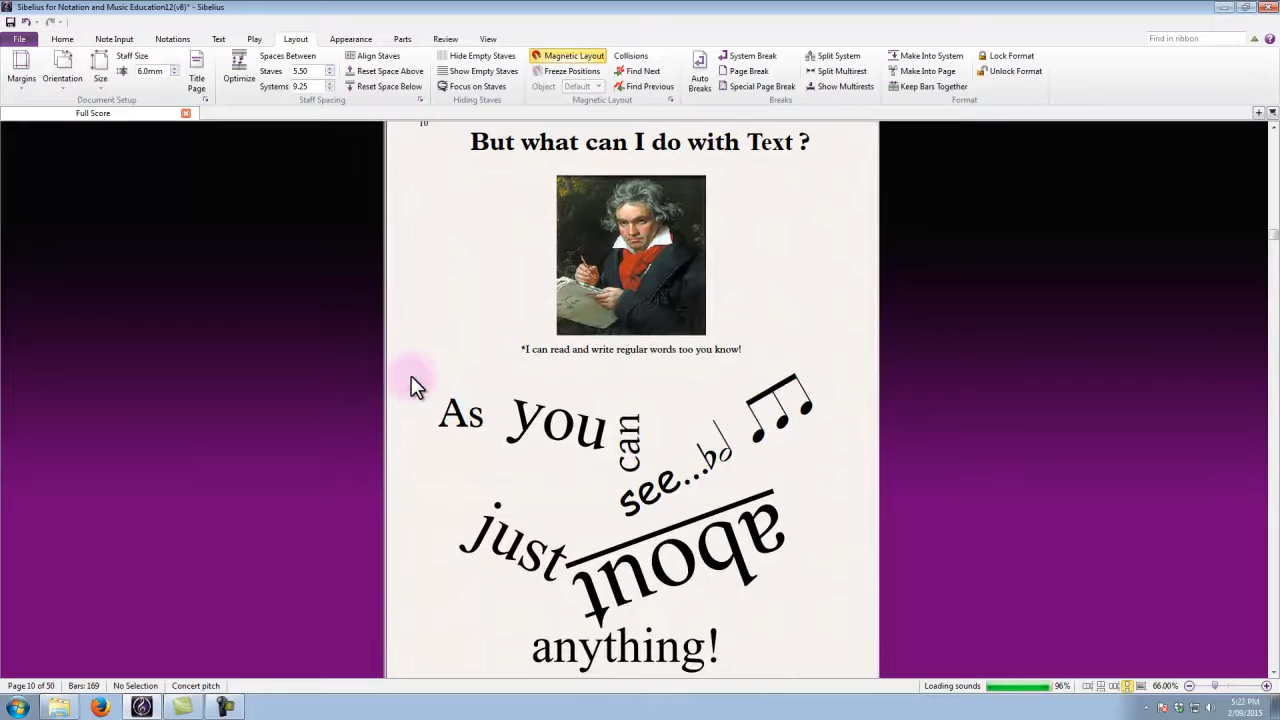 Sibelius for Notation and Music Education12(v8)* - Sibelius
File Home Note Input Notations Text Play Layout Appearance Parts Review View Find in ribbon
Margins Orientation Size Staff Size 6.0mm Title Page
Document Setup
Optimize Spaces Between Staves 5.50 Systems 9.25 Align Staves Reset Space Above Reset Space Below
Staff Spacing
Hide Empty Staves Show Empty Staves Focus on Staves
Hiding Staves
Magnetic Layout Freeze Positions Object Default Collisions Find Next Find Previous
Magnetic Layout
Auto Breaks System Break Page Break Special Page Break Split System Split Multirest Show Multirests
Breaks
Make Into System Make Into Page Keep Bars Together Lock Format Unlock Format
Format
Full Score
10
But what can I do with Text ?
*I can read and write regular words too you know!
As you can see...
just about
anything!
Page 10 of 50 Bars: 169 No Selection Concert pitch Loading sounds 96% 66.00%
5:22 PM
2/09/2015